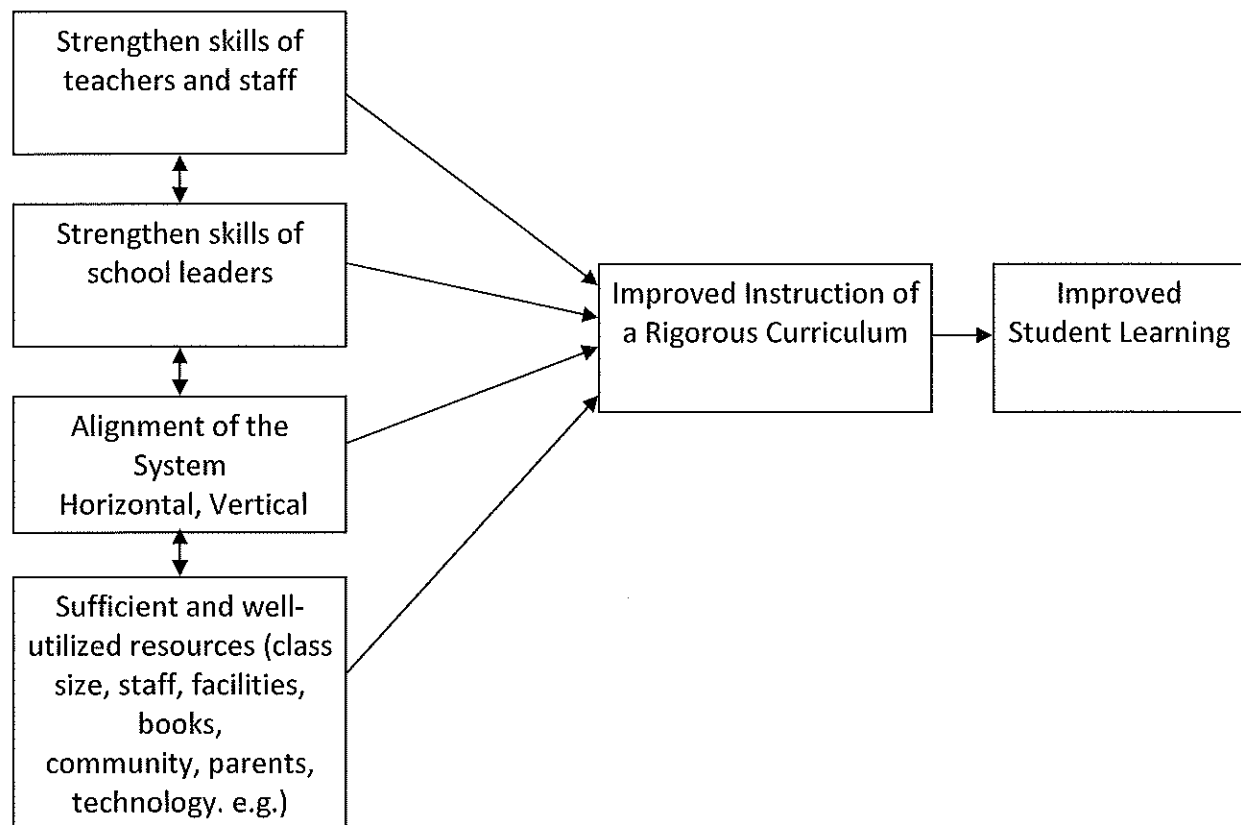 Strengthen skills of
teachers and staff
Strengthen skills of
school leaders
Alignment of the
System
Horizontal, Vertical
Sufficient and well-
utilized resources (class
size, staff, facilities,
books,
community, parents,
technology. e.g.)
Improved Instruction of
a Rigorous Curriculum
Improved
Student Learning